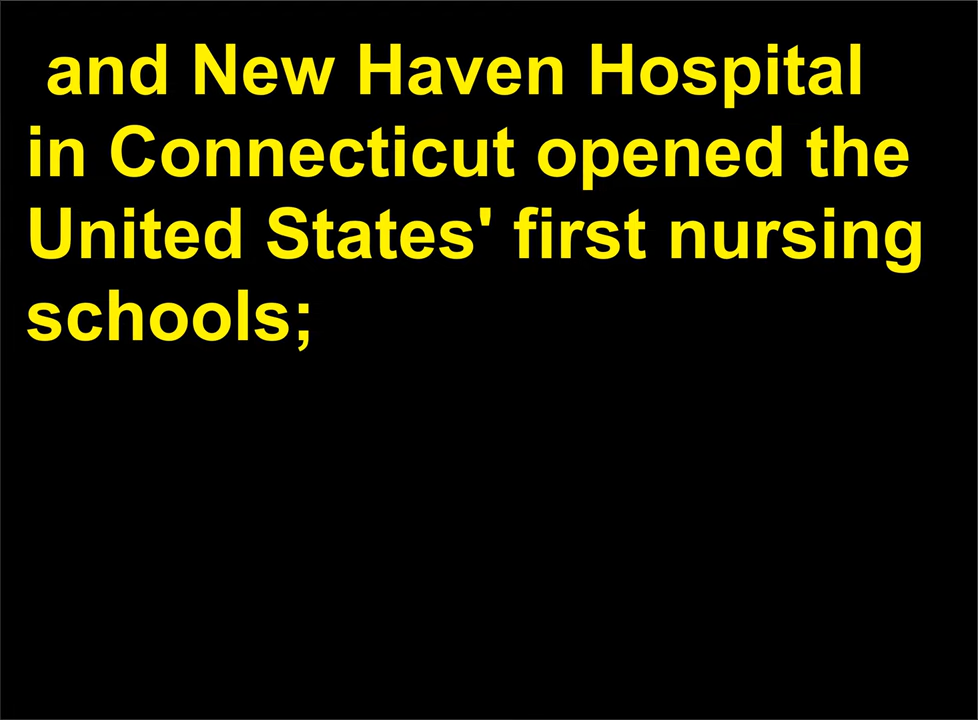 and New Haven Hospital
in Connecticut opened the
United States' first nursing
schools;